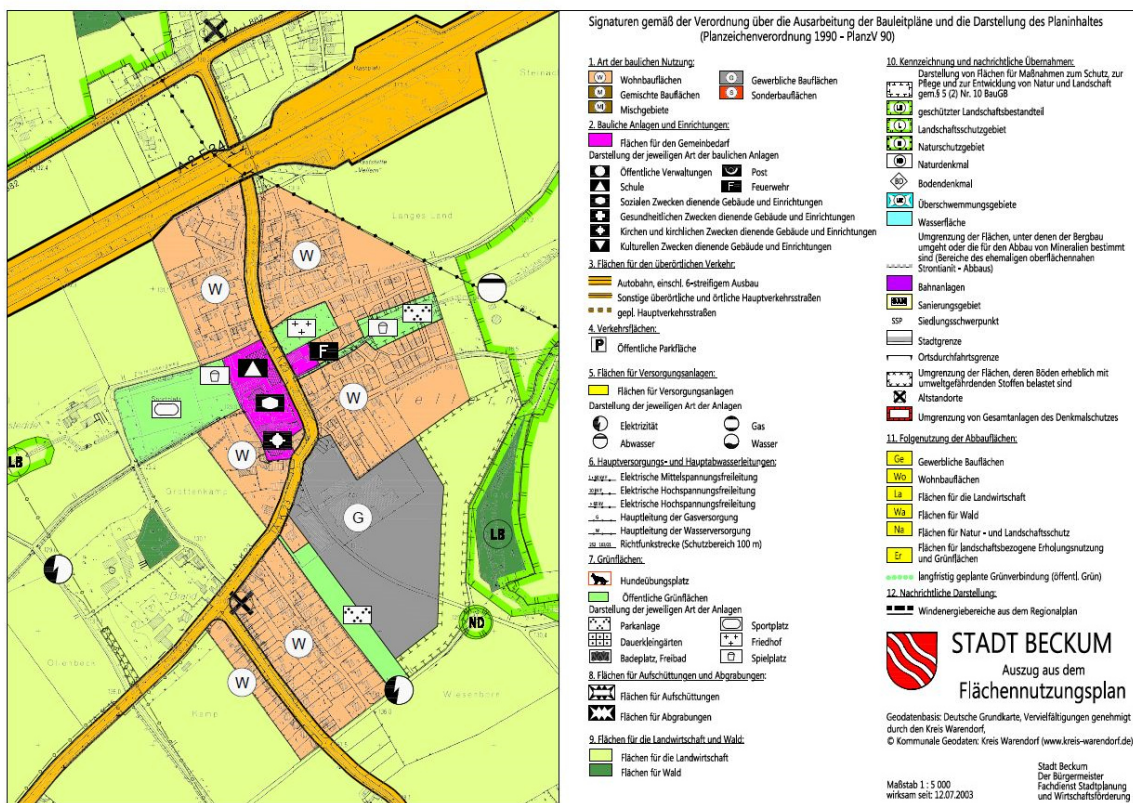 Signaturen gemäß der Verordnung über die Ausarbeitung der Bauleitpläne und die Darstellung des Planinhaltes
(Planzeichenverordnung 1990 - PlanzV 90)
1. Art der baulichen Nutzung:
W Wohnbauflächen
M Gemischte Bauflächen
MI Mischgebiete
G Gewerbliche Bauflächen
S Sonderbauflächen
2. Bauliche Anlagen und Einrichtungen:
Flächen für den Gemeinbedarf
Darstellung der jeweiligen Art der baulichen Anlagen
Öffentliche Verwaltungen
Post
Schule
F Feuerwehr
Sozialen Zwecken dienende Gebäude und Einrichtungen
Gesundheitlichen Zwecken dienende Gebäude und Einrichtungen
Kirchen und kirchlichen Zwecken dienende Gebäude und Einrichtungen
Kulturellen Zwecken dienende Gebäude und Einrichtungen
3. Flächen für den überörtlichen Verkehr:
Autobahn, einschl. 6-streifigem Ausbau
Sonstige überörtliche und örtliche Hauptverkehrsstraßen
gepl. Hauptverkehrsstraßen
4. Verkehrsflächen:
P Öffentliche Parkfläche
5. Flächen für Versorgungsanlagen:
Flächen für Versorgungsanlagen
Darstellung der jeweiligen Art der Anlagen
Elektrizität
Gas
Abwasser
Wasser
6. Hauptversorgungs- und Hauptabwasserleitungen:
Elektrische Mittelspannungsfreileitung
Elektrische Hochspannungsfreileitung
Elektrische Hochspannungsfreileitung
G Hauptleitung der Gasversorgung
W Hauptleitung der Wasserversorgung
Richtfunkstrecke (Schutzbereich 100 m)
7. Grünflächen:
Hundeübungsplatz
Öffentliche Grünflächen
Darstellung der jeweiligen Art der Anlagen
Parkanlage
Sportplatz
Dauerkleingärten
Friedhof
Badeplatz, Freibad
Spielplatz
8. Flächen für Aufschüttungen und Abgrabungen:
Flächen für Aufschüttungen
Flächen für Abgrabungen
9. Flächen für die Landwirtschaft und Wald:
Flächen für die Landwirtschaft
Flächen für Wald
10. Kennzeichnung und nachrichtliche Übernahmen:
Darstellung von Flächen für Maßnahmen zum Schutz, zur
Pflege und zur Entwicklung von Natur und Landschaft
gem.§ 5 (2) Nr. 10 BauGB
LB geschützter Landschaftsbestandteil
L Landschaftsschutzgebiet
N Naturschutzgebiet
Naturdenkmal
BD Bodendenkmal
Überschwemmungsgebiete
Wasserfläche
Umgrenzung der Flächen, unter denen der Bergbau
umgeht oder die für den Abbau von Mineralien bestimmt
sind (Bereiche des ehemaligen oberflächennahen
Strontianit - Abbaus)
Bahnanlagen
Sanierungsgebiet
SSP Siedlungsschwerpunkt
Stadtgrenze
Ortsdurchfahrtsgrenze
Umgrenzung der Flächen, deren Böden erheblich mit
umweltgefährdenden Stoffen belastet sind
Altstandorte
Umgrenzung von Gesamtanlagen des Denkmalschutzes
11. Folgenutzung der Abbauflächen:
Ge Gewerbliche Bauflächen
Wo Wohnbauflächen
La Flächen für die Landwirtschaft
Wa Flächen für Wald
Na Flächen für Natur - und Landschaftsschutz
Er Flächen für landschaftsbezogene Erholungsnutzung
und Grünflächen
langfristig geplante Grünverbindung (öffentl. Grün)
12. Nachrichtliche Darstellung:
Windenergiebereiche aus dem Regionalplan
STADT BECKUM
Auszug aus dem
Flächennutzungsplan
Geodatenbasis: Deutsche Grundkarte, Vervielfältigungen genehmigt
durch den Kreis Warendorf,
© Kommunale Geodaten: Kreis Warendorf (www.kreis-warendorf.de)
Maßstab 1 : 5 000
wirksam seit: 12.07.2003
Stadt Beckum
Der Bürgermeister
Fachdienst Stadtplanung
und Wirtschaftsförderung
Langes Land
W
W
F
W
W
G
LB
LB
Grottenkamp
ND
W
W
Wiesenhorn
Kamp